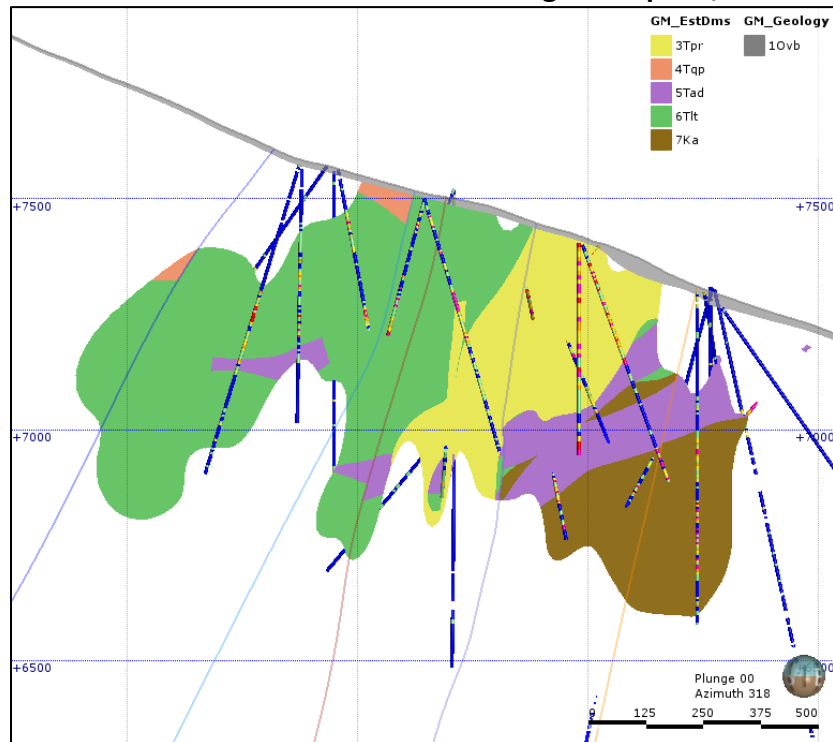 GM_EstDms GM_Geology
3Tpr 1Ovb
4Tqp
5Tad
6Tlt
7Ka
+7500 +7500
+7000 +7000
+6500
Plunge 00
Azimuth 318
0 125 250 375 500